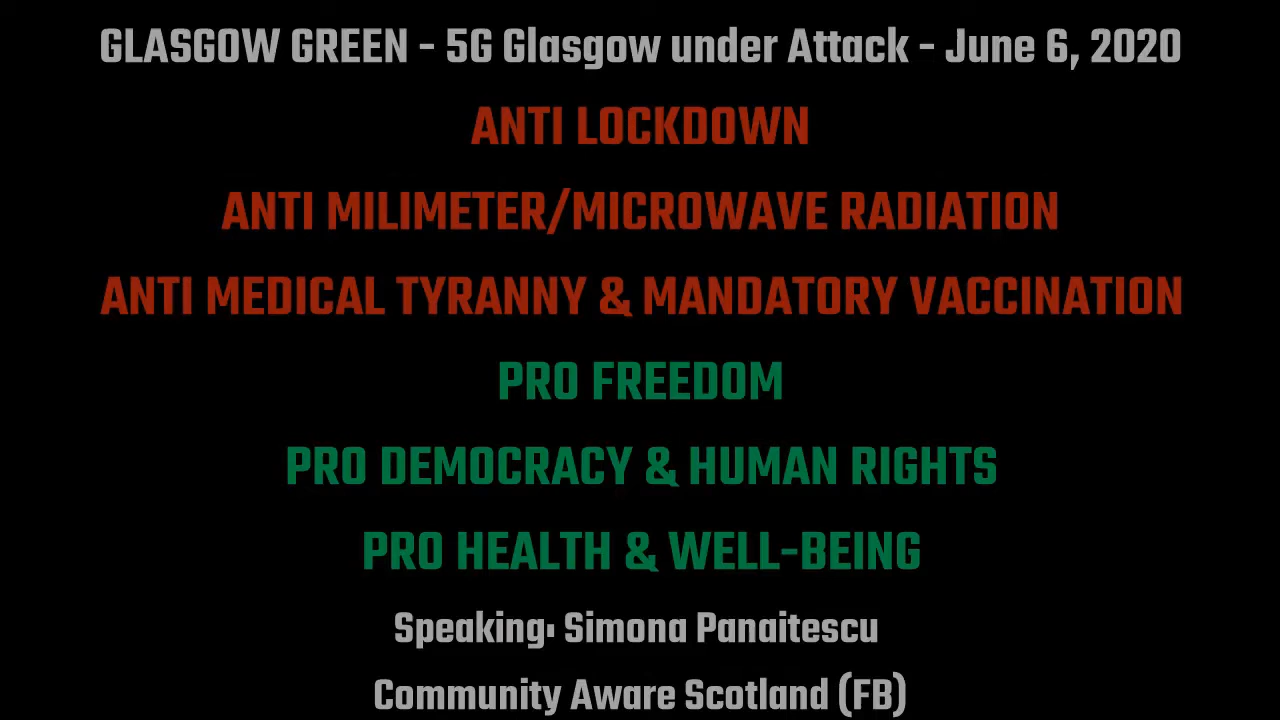 GLASGOW GREEN - 5G Glasgow under Attack - June 6, 2020
ANTI LOCKDOWN
ANTI MILIMETER/MICROWAVE RADIATION
ANTI MEDICAL TYRANNY & MANDATORY VACCINATION
PRO FREEDOM
PRO DEMOCRACY & HUMAN RIGHTS
PRO HEALTH & WELL-BEING
Speaking: Simona Panaitescu
Community Aware Scotland (FB)